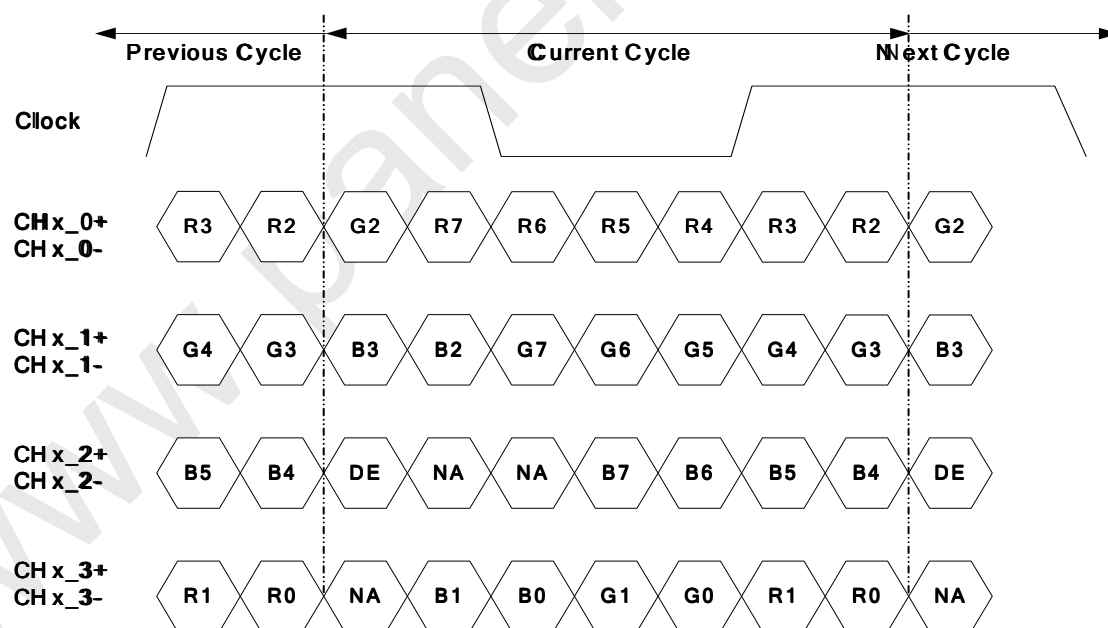 Previous Cycle Current Cycle Next Cycle
Clock
CHx_0+
CHx_0-
R3 R2 G2 R7 R6 R5 R4 R3 R2 G2
CHx_1+
CHx_1-
G4 G3 B3 B2 G7 G6 G5 G4 G3 B3
CHx_2+
CHx_2-
B5 B4 DE NA NA B7 B6 B5 B4 DE
CHx_3+
CHx_3-
R1 R0 NA B1 B0 G1 G0 R1 R0 NA
www.pane